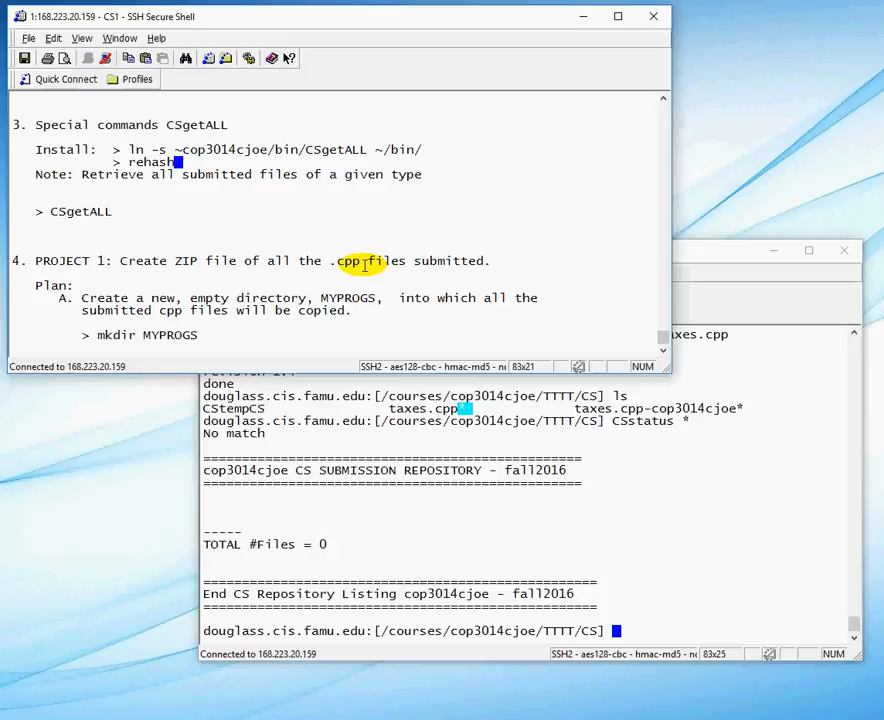 1:168.223.20.159 - CS1 - SSH Secure Shell
File Edit View Window Help
Quick Connect Profiles
3. Special commands CSgetALL
Install: > ln -s ~cop3014cjoe/bin/CSgetALL ~/bin/
> rehash
Note: Retrieve all submitted files of a given type
> CSgetALL
4. PROJECT 1: Create ZIP file of all the .cpp files submitted.
Plan:
A. Create a new, empty directory, MYPROGS, into which all the
submitted cpp files will be copied.
> mkdir MYPROGS
Connected to 168.223.20.159 SSH2 - aes128-cbc - hmac-md5 - nc 83x21 NUM
axes.cpp
done
douglass.cis.famu.edu:[/courses/cop3014cjoe/TTTT/CS] ls
CStempCS taxes.cpp* taxes.cpp-cop3014cjoe*
douglass.cis.famu.edu:[/courses/cop3014cjoe/TTTT/CS] CSstatus *
No match
=================================================
cop3014cjoe CS SUBMISSION REPOSITORY - fall2016
=================================================
-----
TOTAL #Files = 0
===================================================
End CS Repository Listing cop3014cjoe - fall2016
===================================================
douglass.cis.famu.edu:[/courses/cop3014cjoe/TTTT/CS]
Connected to 168.223.20.159 SSH2 - aes128-cbc - hmac-md5 - nc 83x25 NUM